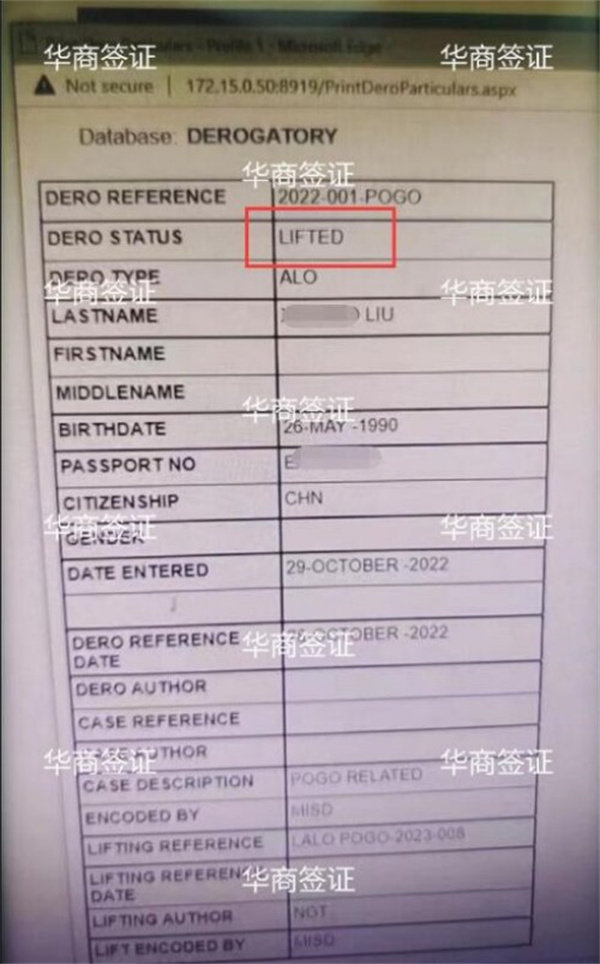 华商签证 华商签证
Not secure | 172.15.0.50:8919/PrintDeroParticulars.aspx
Database: DEROGATORY
华商签证
DERO REFERENCE 2022-001-POGO
DERO STATUS LIFTED
DERO TYPE ALO
华商签证 华商签证
LASTNAME LIU
FIRSTNAME
MIDDLENAME
华商签证
BIRTHDATE 26-MAY -1990
PASSPORT NO E
CITIZENSHIP CHN
华商签证 华商签证
GENDER
DATE ENTERED 29-OCTOBER -2022
DERO REFERENCE DATE OCTOBER -2022
华商签证
DERO AUTHOR
CASE REFERENCE
AUTHOR
华商签证 华商签证
CASE DESCRIPTION POGO RELATED
ENCODED BY MISD
LIFTING REFERENCE LALO POGO-2023-008
LIFTING REFERENCE DATE
华商签证
LIFTING AUTHOR NOT
LIFT ENCODED BY MISD